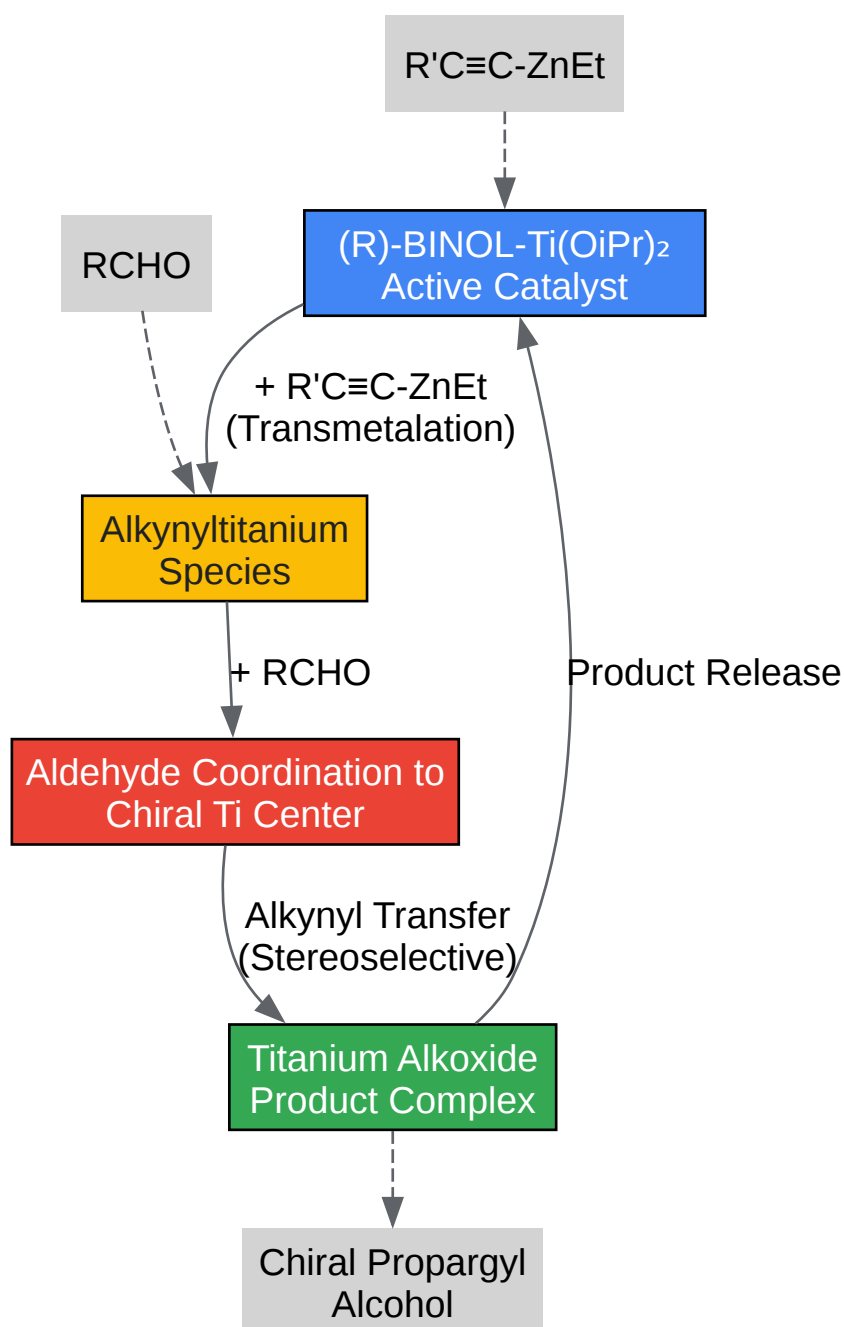 R'C≡C-ZnEt
RCHO
(R)-BINOL-Ti(OiPr)₂
Active Catalyst
+ R'C≡C-ZnEt
(Transmetalation)
Alkynyltitanium
Species
+ RCHO
Product Release
Aldehyde Coordination to
Chiral Ti Center
Alkynyl Transfer
(Stereoselective)
Titanium Alkoxide
Product Complex
Chiral Propargyl
Alcohol